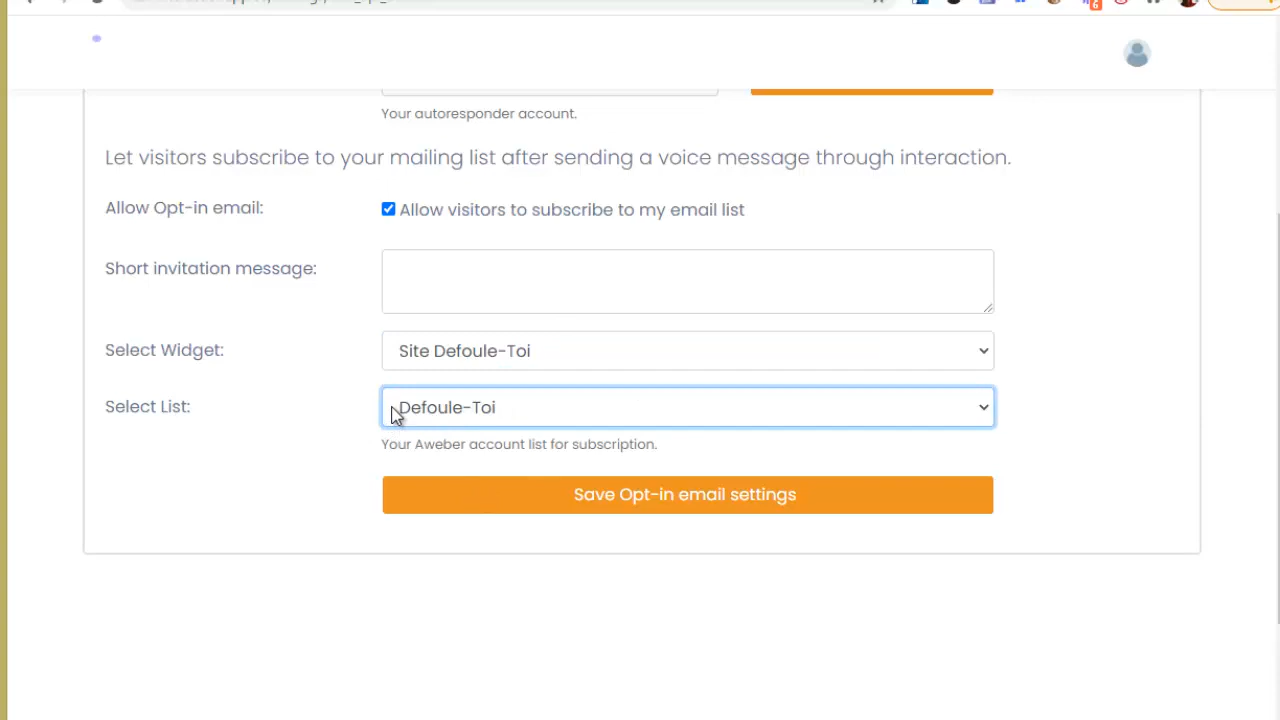 6
Your autoresponder account.
Let visitors subscribe to your mailing list after sending a voice message through interaction.
Allow Opt-in email:
Allow visitors to subscribe to my email list
Short invitation message:
Select Widget:
Site Defoule-Toi
Select List:
Defoule-Toi
Your Aweber account list for subscription.
Save Opt-in email settings